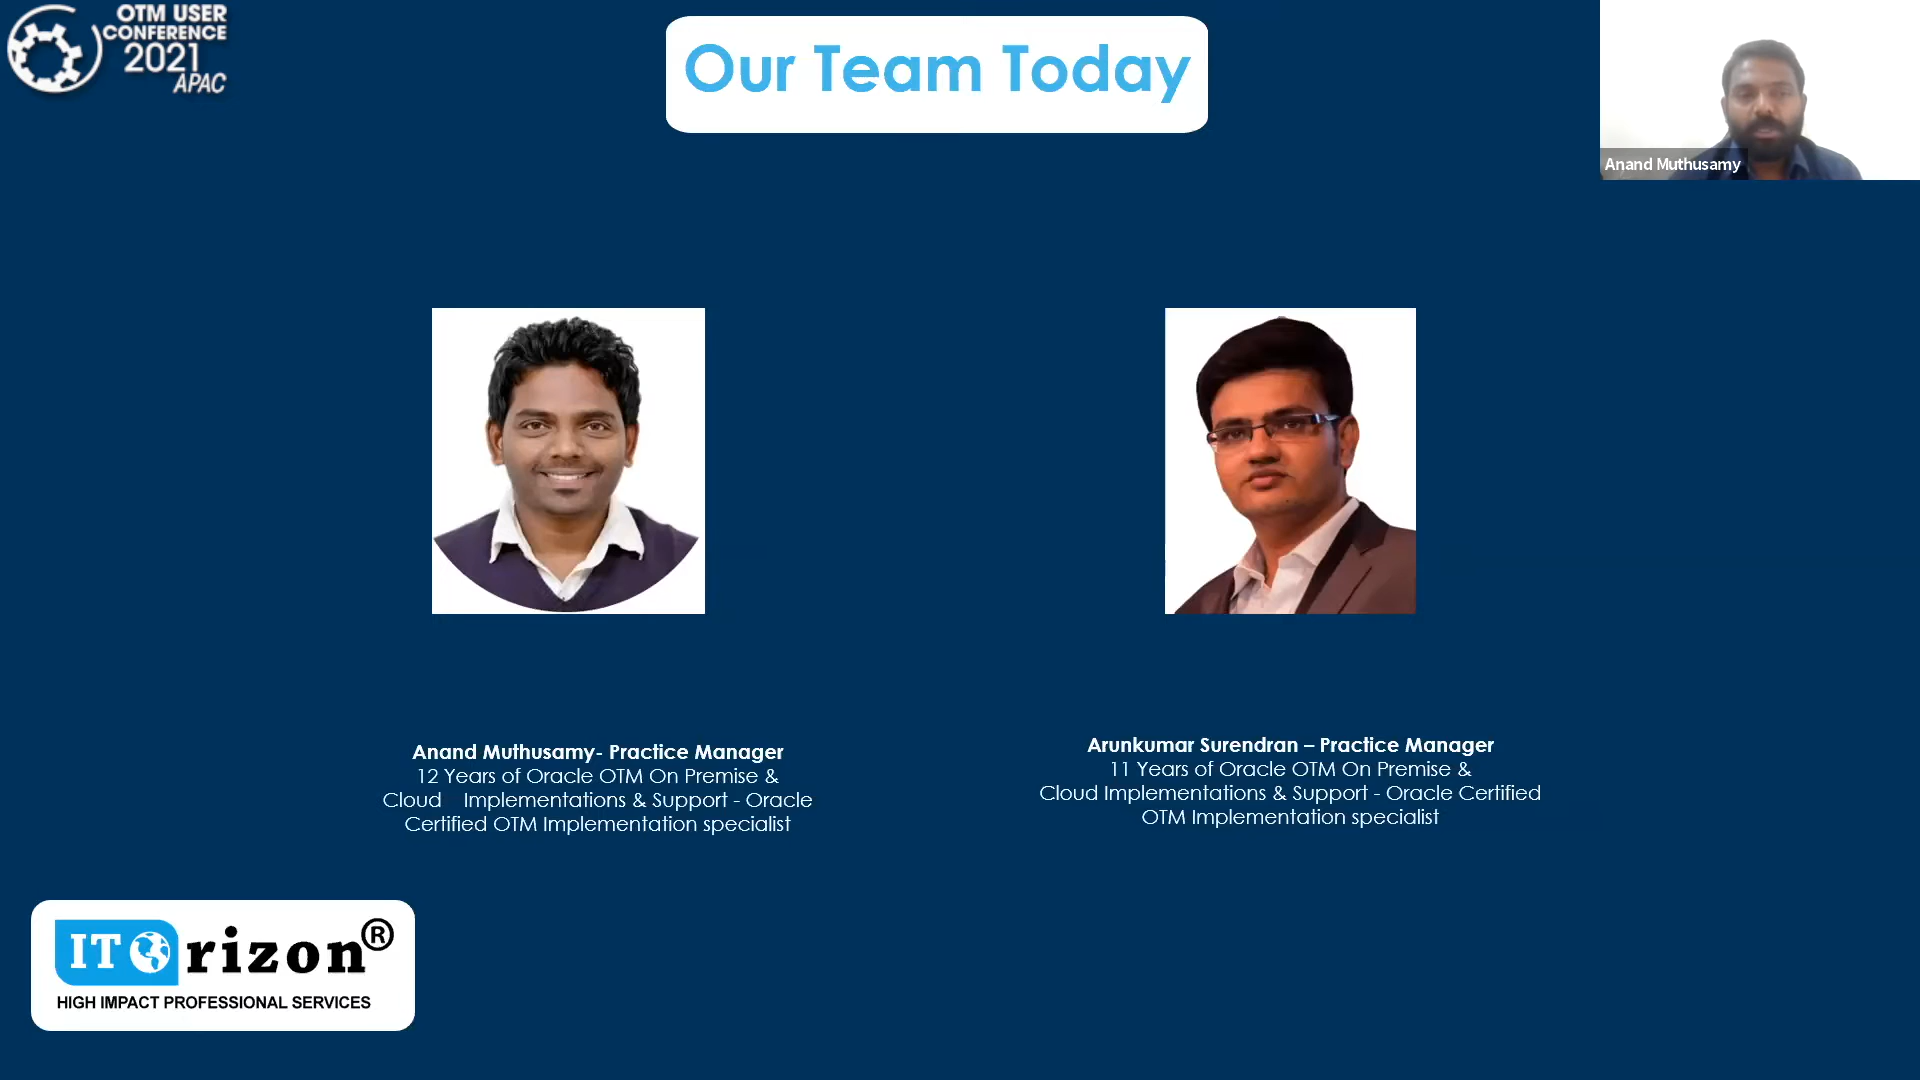 OTM USER
CONFERENCE
2021
APAC
Our Team Today
Anand Muthusamy
Anand Muthusamy- Practice Manager
12 Years of Oracle OTM On Premise &
Cloud    Implementations & Support - Oracle
Certified OTM Implementation specialist
Arunkumar Surendran – Practice Manager
11 Years of Oracle OTM On Premise &
Cloud Implementations & Support - Oracle Certified
OTM Implementation specialist
ITOrizon®
HIGH IMPACT PROFESSIONAL SERVICES